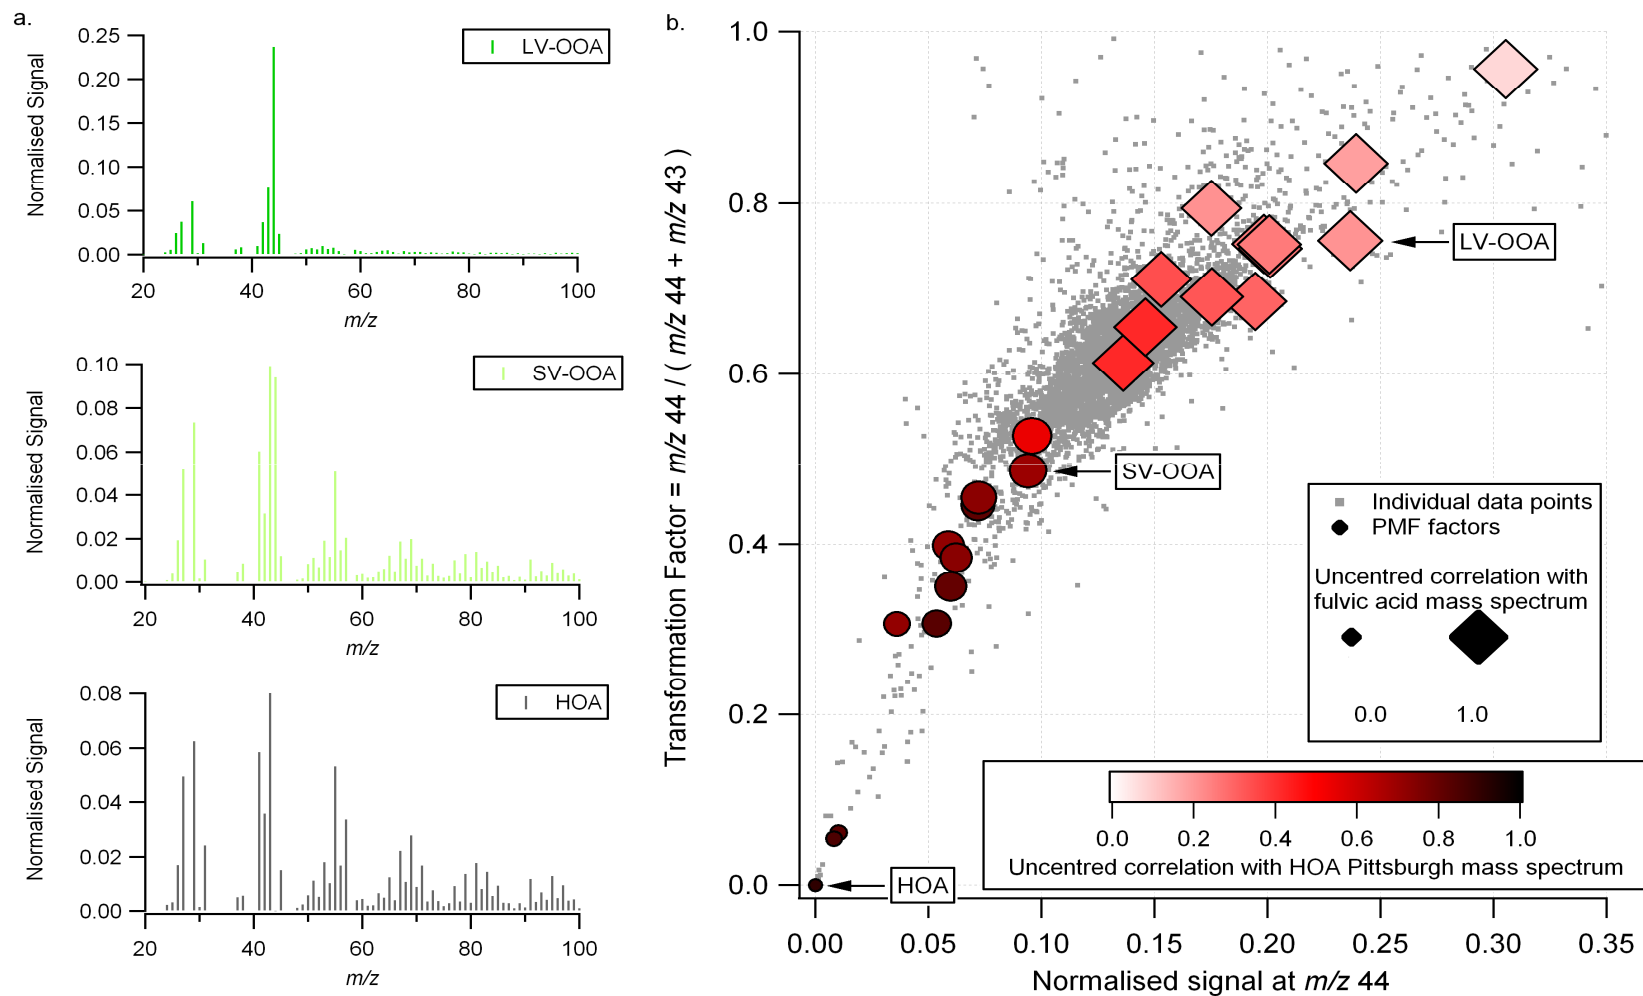 a.
0.25
0.20
0.15
0.10
0.05
0.00
Normalised Signal
LV-OOA
20 40 60 80 100
m/z
0.10
0.08
0.06
0.04
0.02
0.00
Normalised Signal
SV-OOA
20 40 60 80 100
m/z
0.08
0.06
0.04
0.02
0.00
Normalised Signal
HOA
20 40 60 80 100
m/z
b.
1.0
0.8
0.6
0.4
0.2
0.0
Transformation Factor = m/z 44 / ( m/z 44 + m/z 43 )
LV-OOA
SV-OOA
HOA
Individual data points
PMF factors
Uncentred correlation with
fulvic acid mass spectrum
0.0 1.0
0.0 0.2 0.4 0.6 0.8 1.0
Uncentred correlation with HOA Pittsburgh mass spectrum
0.00 0.05 0.10 0.15 0.20 0.25 0.30 0.35
Normalised signal at m/z 44